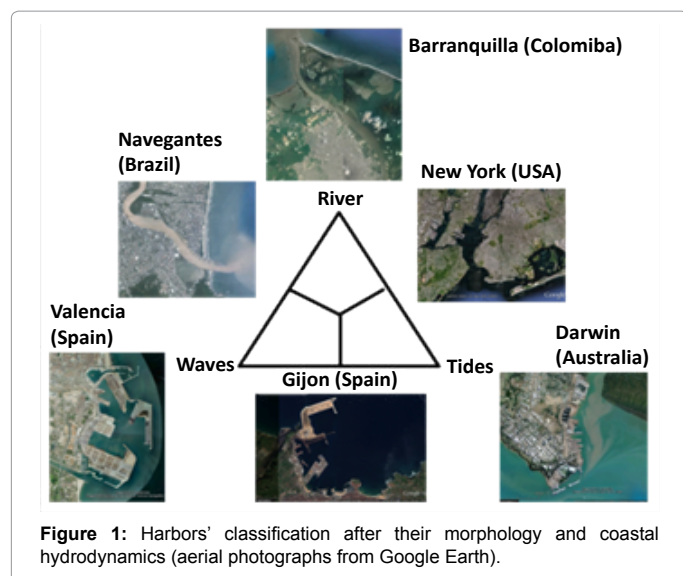 Barranquilla (Colomiba)
Navegantes
(Brazil)
New York (USA)
River
Valencia
(Spain)
Waves
Gijon (Spain)
Tides
Darwin
(Australia)
Figure 1: Harbors' classification after their morphology and coastal
hydrodynamics (aerial photographs from Google Earth).